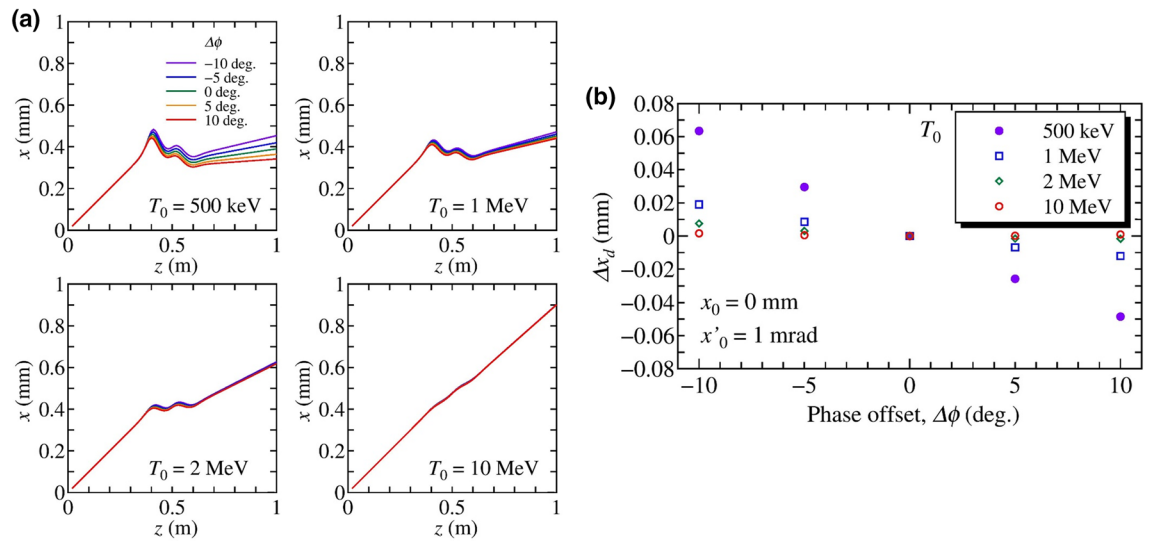 (a)
1
0.8
0.6
0.4
0.2
0
x (mm)
Δϕ
−10 deg.
−5 deg.
0 deg.
5 deg.
10 deg.
T0 = 500 keV
0 0.5 1
z (m)
1
0.8
0.6
0.4
0.2
0
x (mm)
T0 = 1 MeV
0 0.5 1
z (m)
1
0.8
0.6
0.4
0.2
0
x (mm)
T0 = 2 MeV
0 0.5 1
z (m)
1
0.8
0.6
0.4
0.2
0
x (mm)
T0 = 10 MeV
0 0.5 1
z (m)
(b)
0.08
0.06
0.04
0.02
0
−0.02
−0.04
−0.06
−0.08
Δxd (mm)
T0
500 keV
1 MeV
2 MeV
10 MeV
x0 = 0 mm
x'0 = 1 mrad
−10 −5 0 5 10
Phase offset, Δϕ (deg.)